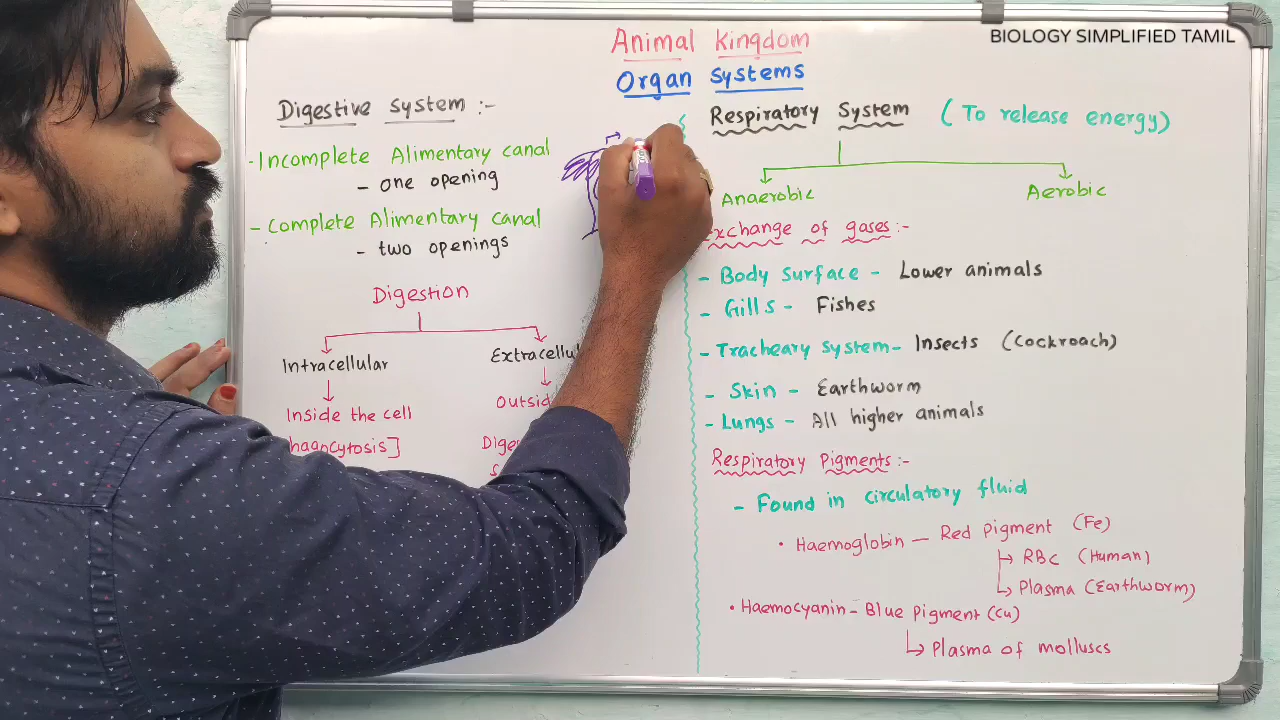 BIOLOGY SIMPLIFIED TAMIL
Animal kingdom
Organ systems
Digestive system :-
- Incomplete Alimentary canal
- one opening
- complete Alimentary canal
- two openings
Digestion
Intracellular
Inside the cell
Respiratory System (To release energy)
Anaerobic Aerobic
of gases :-
- Body surface - Lower animals
- Gills - Fishes
- Tracheary system - Insects (cockroach)
- Skin - Earthworm
- Lungs - All higher animals
Respiratory Pigments :-
- Found in circulatory fluid
• Haemoglobin - Red pigment (Fe)
RBC (Human)
Plasma (Earthworm)
• Haemocyanin - Blue pigment (Cu)
Plasma of molluscs